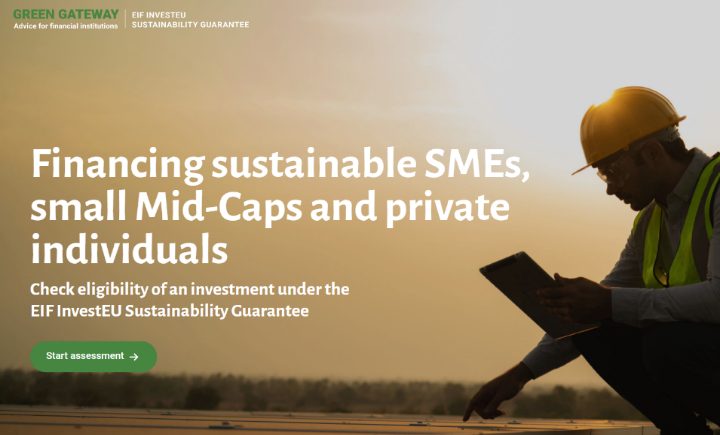 GREEN GATEWAY
Advice for financial institutions
EIF INVESTEU
SUSTAINABILITY GUARANTEE
Financing sustainable SMEs,
small Mid-Caps and private
individuals
Check eligibility of an investment under the
EIF InvestEU Sustainability Guarantee
Start assessment →